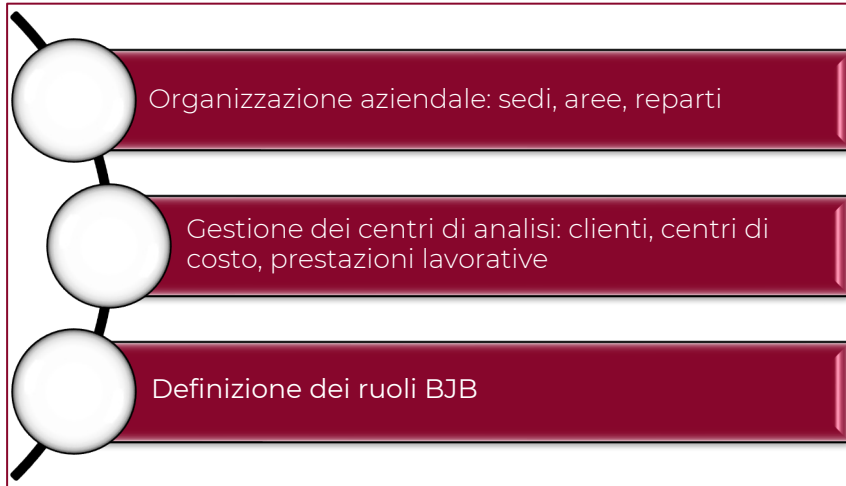 Organizzazione aziendale: sedi, aree, reparti
Gestione dei centri di analisi: clienti, centri di
costo, prestazioni lavorative
Definizione dei ruoli BJB